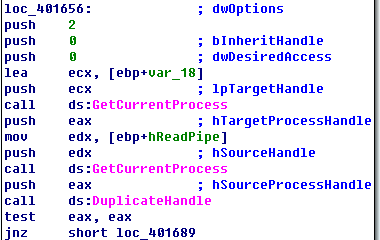 loc_401656: ; dwOptions
push 2
push 0 ; bInheritHandle
push 0 ; dwDesiredAccess
lea ecx, [ebp+var_18]
push ecx ; lpTargetHandle
call ds:GetCurrentProcess
push eax ; hTargetProcessHandle
mov edx, [ebp+hReadPipe]
push edx ; hSourceHandle
call ds:GetCurrentProcess
push eax ; hSourceProcessHandle
call ds:DuplicateHandle
test eax, eax
jnz short loc_401689